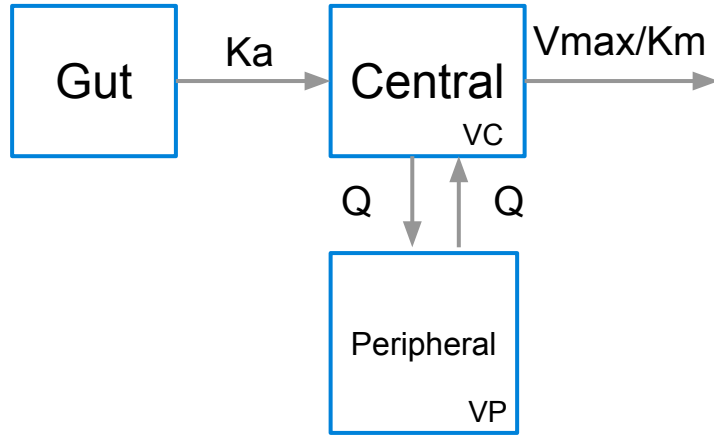 Gut
Ka
Central
VC
Vmax/Km
Q
Q
Peripheral
VP